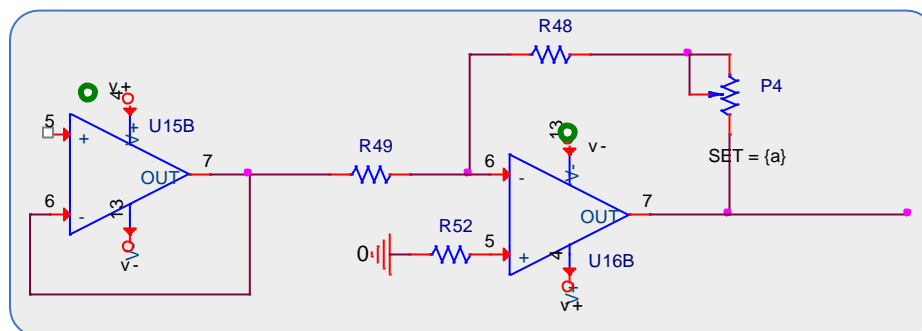 R48
v+
4
V+
5
+
U15B
P4
7
OUT
R49
13
v-
V-
6
-
SET = {a}
6
-
13
V-
v-
7
OUT
R52
0
5
+
4
U16B
V+
v+